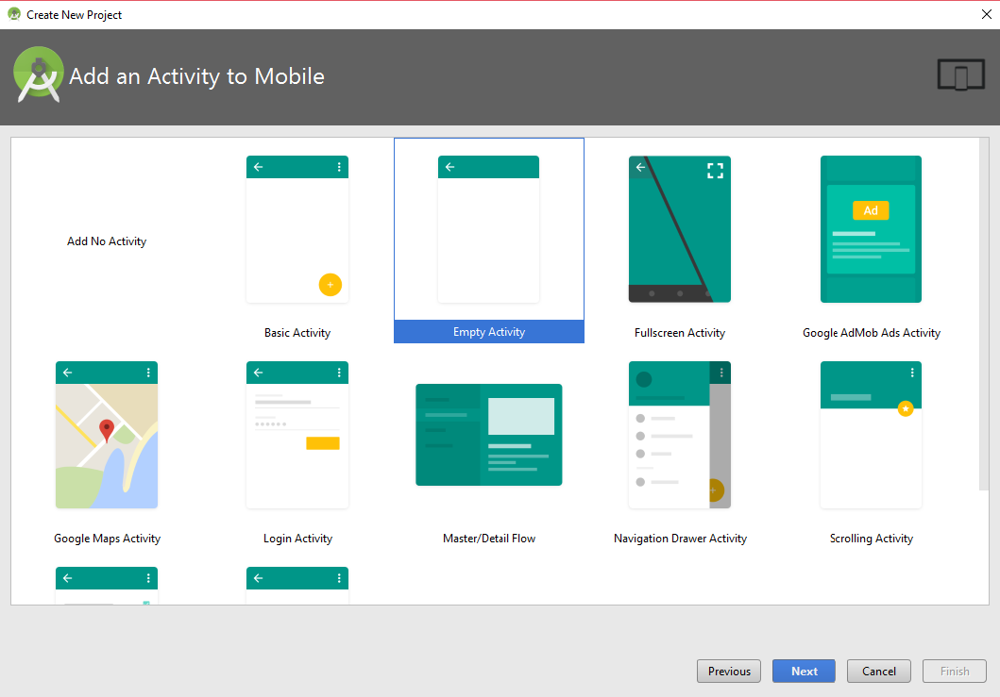 Create New Project
Add an Activity to Mobile
Add No Activity
Basic Activity
Empty Activity
Fullscreen Activity
Ad
Google AdMob Ads Activity
Google Maps Activity
Login Activity
Master/Detail Flow
Navigation Drawer Activity
Scrolling Activity
Previous
Next
Cancel
Finish